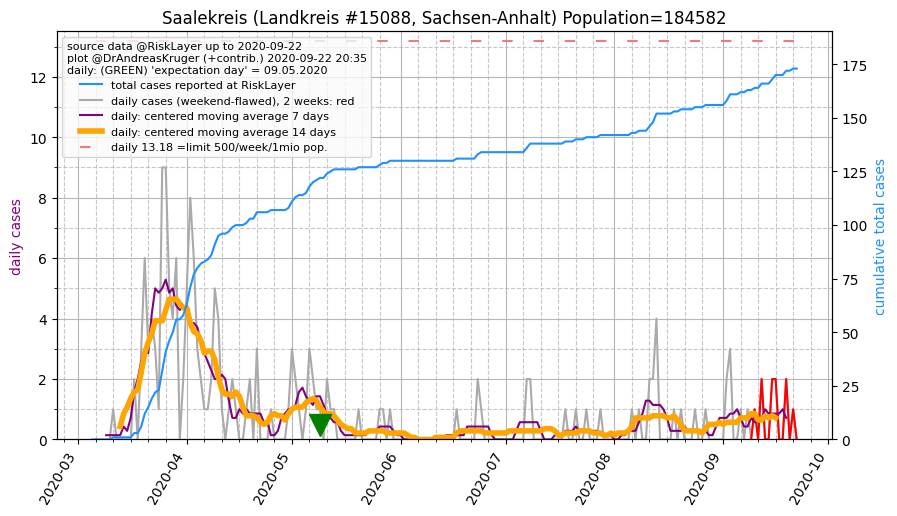 Saalekreis (Landkreis #15088, Sachsen-Anhalt) Population=184582
source data @RiskLayer up to 2020-09-22
plot @DrAndreasKruger (+contrib.) 2020-09-22 20:35
daily: (GREEN) 'expectation day' = 09.05.2020
total cases reported at RiskLayer
daily cases (weekend-flawed), 2 weeks: red
daily: centered moving average 7 days
daily: centered moving average 14 days
daily 13.18 =limit 500/week/1mio pop.
daily cases
12
10
8
6
4
2
0
cumulative total cases
175
150
125
100
75
50
25
0
2020-03
2020-04
2020-05
2020-06
2020-07
2020-08
2020-09
2020-10